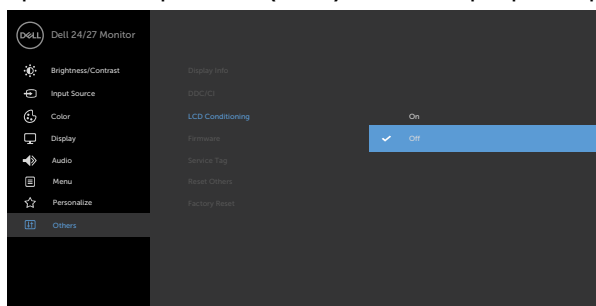 DELL Dell 24/27 Monitor
Brightness/Contrast Display Info
Input Source DDC/CI
Color LCD Conditioning On
Display Firmware Off
Audio Service Tag
Menu Reset Others
Personalize Factory Reset
Others